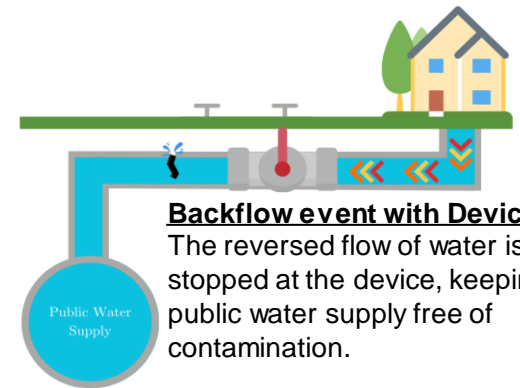 Backflow event with Devic
The reversed flow of water is
stopped at the device, keepin
public water supply free of
contamination.
Public Water
Supply